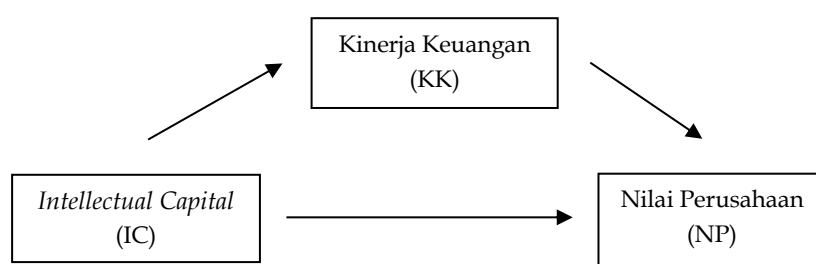 Kinerja Keuangan
(KK)
Intellectual Capital
(IC)
Nilai Perusahaan
(NP)